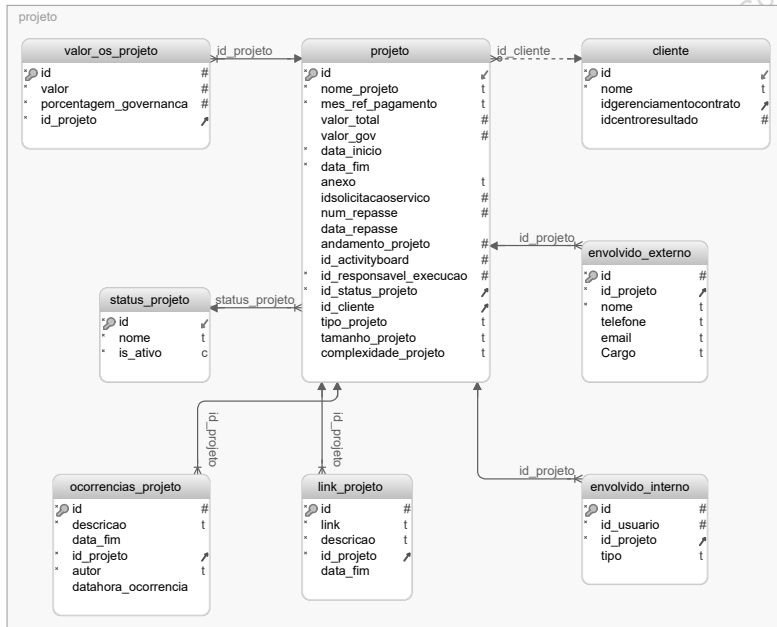 projeto
valor_os_projeto
id #
valor #
porcentagem_governanca #
id_projeto
id_projeto
projeto
id
nome_projeto t
mes_ref_pagamento t
valor_total #
valor_gov #
data_inicio
data_fim
anexo t
idsolicitacaoservico #
num_repasse #
data_repasse
andamento_projeto #
id_activityboard #
id_responsavel_execucao #
id_status_projeto
id_cliente
tipo_projeto t
tamanho_projeto t
complexidade_projeto t
id_cliente
cliente
id
nome t
idgerenciamentocontrato
idcentroresultado #
id_projeto
envolvido_externo
id #
id_projeto
nome t
telefone t
email t
Cargo t
status_projeto
id
nome t
is_ativo c
status_projeto
id_projeto
id_projeto
id_projeto
ocorrencias_projeto
id #
descricao t
data_fim
id_projeto
autor t
datahora_ocorrencia
link_projeto
id #
link t
descricao t
id_projeto
data_fim
envolvido_interno
id #
id_usuario #
id_projeto
tipo t